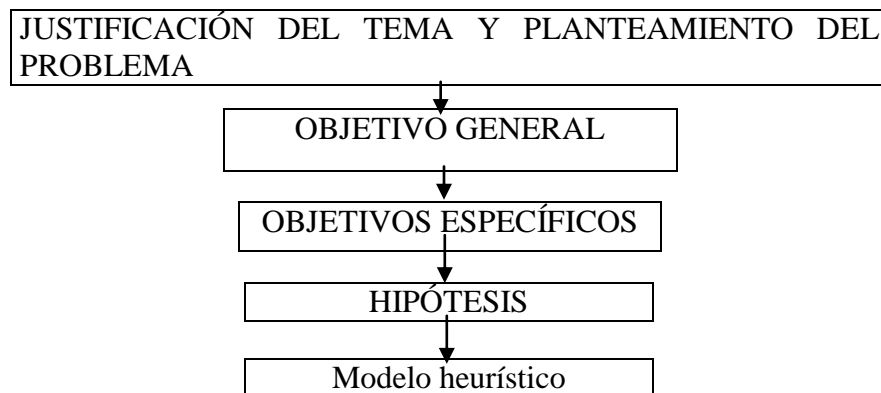 JUSTIFICACIÓN DEL TEMA Y PLANTEAMIENTO DEL
PROBLEMA
OBJETIVO GENERAL
OBJETIVOS ESPECÍFICOS
HIPÓTESIS
Modelo heurístico